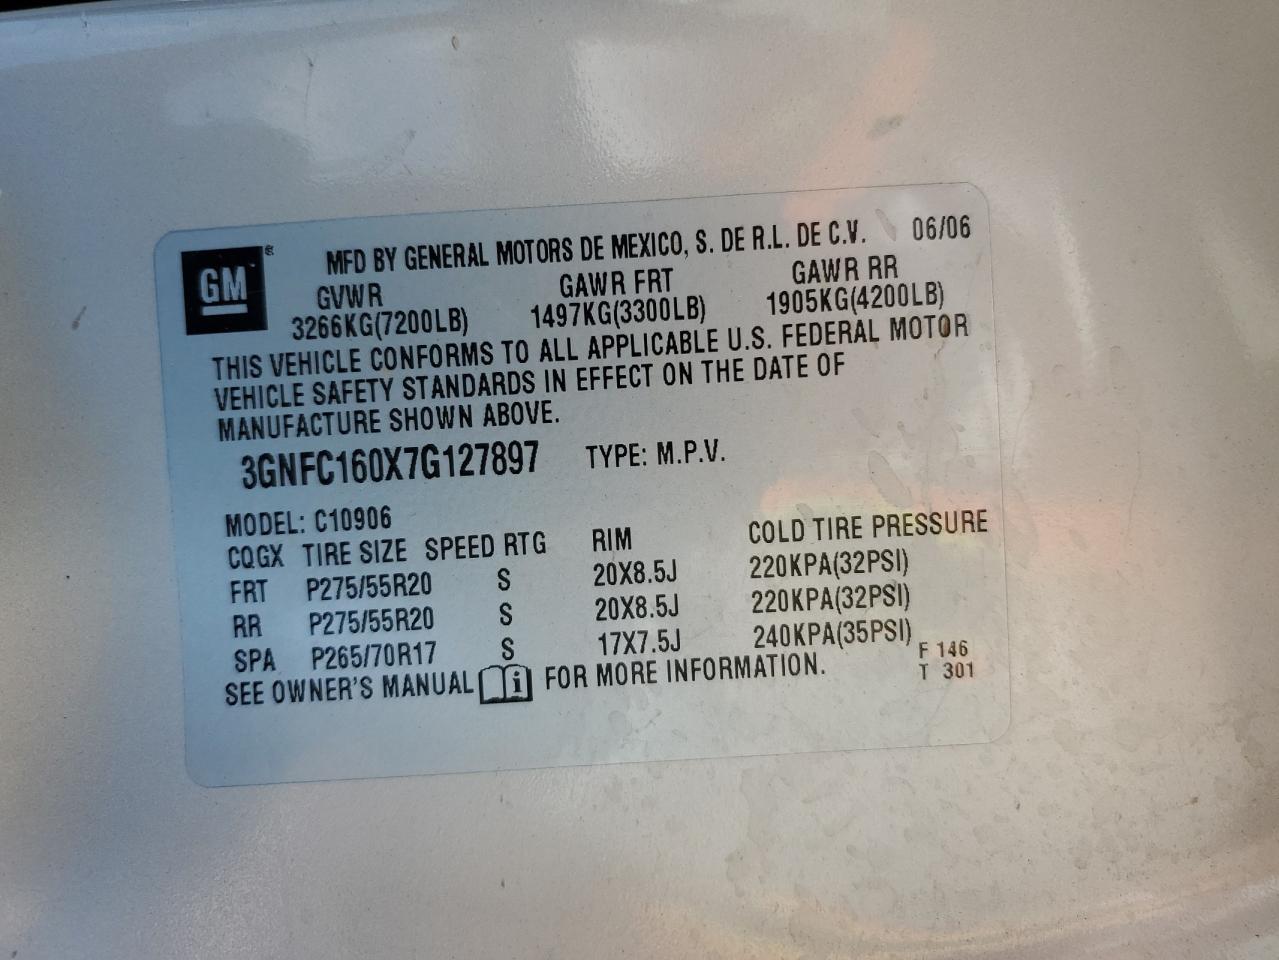 GM ® MFD BY GENERAL MOTORS DE MEXICO, S. DE R.L. DE C.V. 06/06
GVWR GAWR FRT GAWR RR
3266KG(7200LB) 1497KG(3300LB) 1905KG(4200LB)
THIS VEHICLE CONFORMS TO ALL APPLICABLE U.S. FEDERAL MOTOR
VEHICLE SAFETY STANDARDS IN EFFECT ON THE DATE OF
MANUFACTURE SHOWN ABOVE.
3GNFC160X7G127897 TYPE: M.P.V.
MODEL: C10906
CQGX TIRE SIZE SPEED RTG RIM COLD TIRE PRESSURE
FRT P275/55R20 S 20X8.5J 220KPA(32PSI)
RR P275/55R20 S 20X8.5J 220KPA(32PSI)
SPA P265/70R17 S 17X7.5J 240KPA(35PSI)
SEE OWNER'S MANUAL i FOR MORE INFORMATION.
F 146
T 301